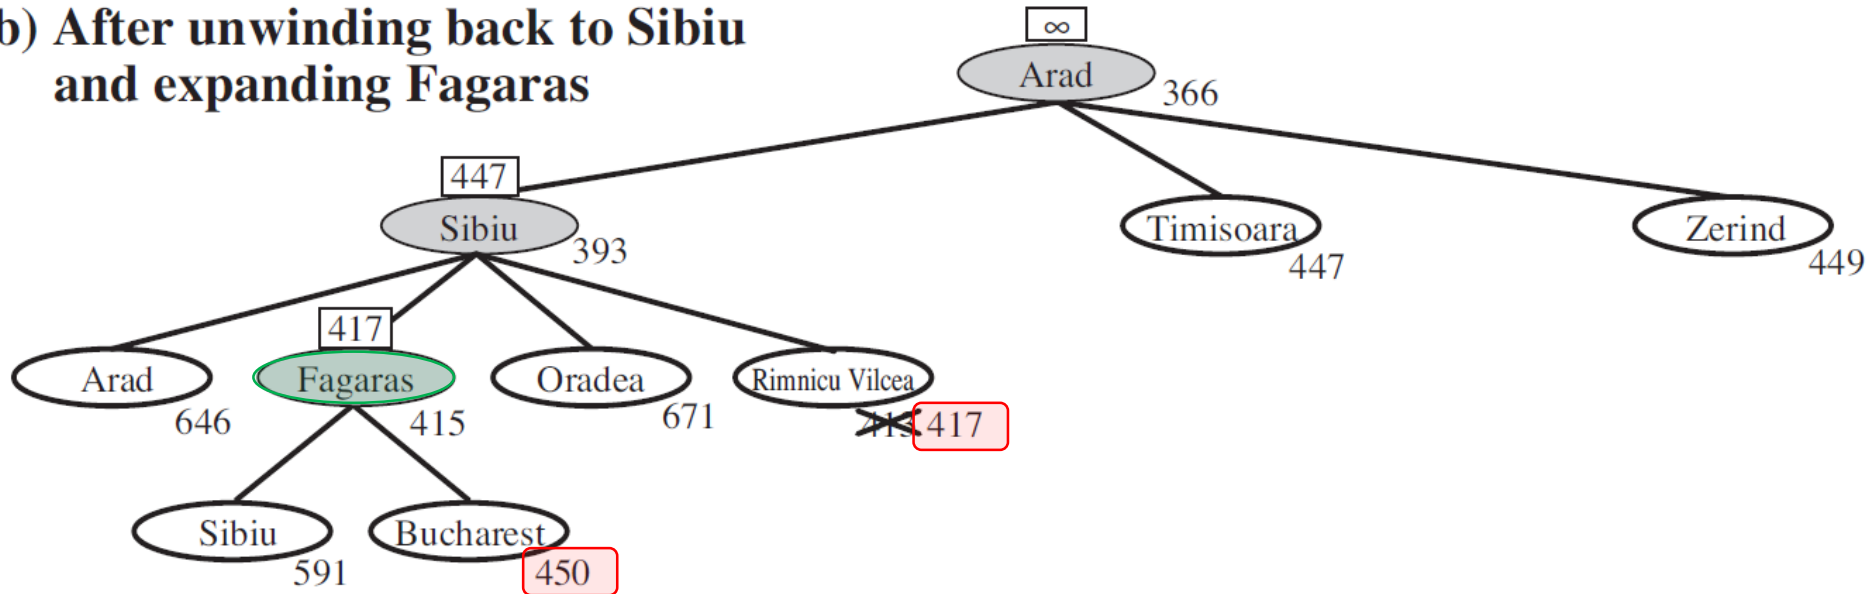 b) After unwinding back to Sibiu
and expanding Fagaras
∞
Arad
366
447
Sibiu
393
Timisoara
447
Zerind
449
417
Arad
646
Fagaras
415
Oradea
671
Rimnicu Vilcea
413 417
Sibiu
591
Bucharest
450